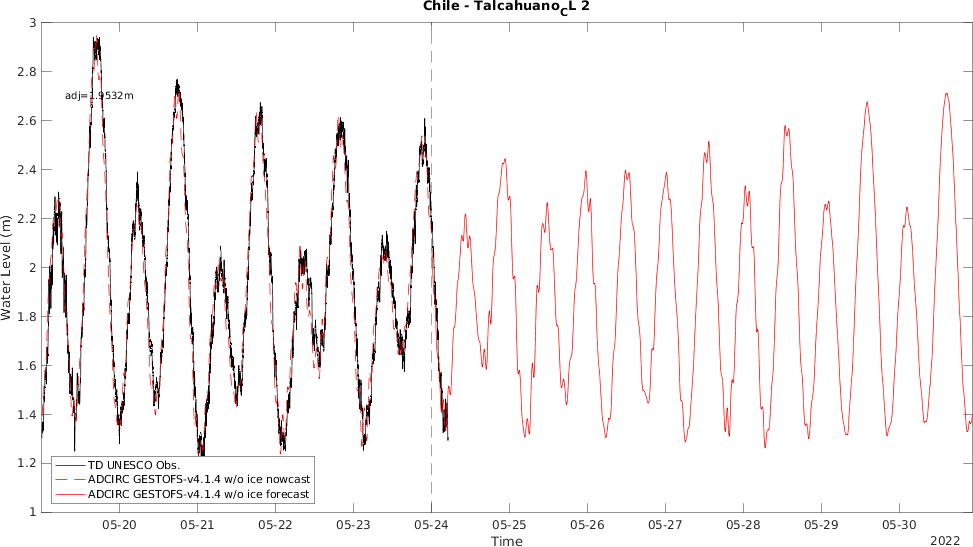 Chile - TalcahuanoCL 2
3
2.8
adj=1.9532m
2.6
2.4
2.2
2
1.8
1.6
1.4
1.2
1
Water Level (m)
TD UNESCO Obs.
ADCIRC GESTOFS-v4.1.4 w/o ice nowcast
ADCIRC GESTOFS-v4.1.4 w/o ice forecast
05-20 05-21 05-22 05-23 05-24 05-25 05-26 05-27 05-28 05-29 05-30
Time
2022